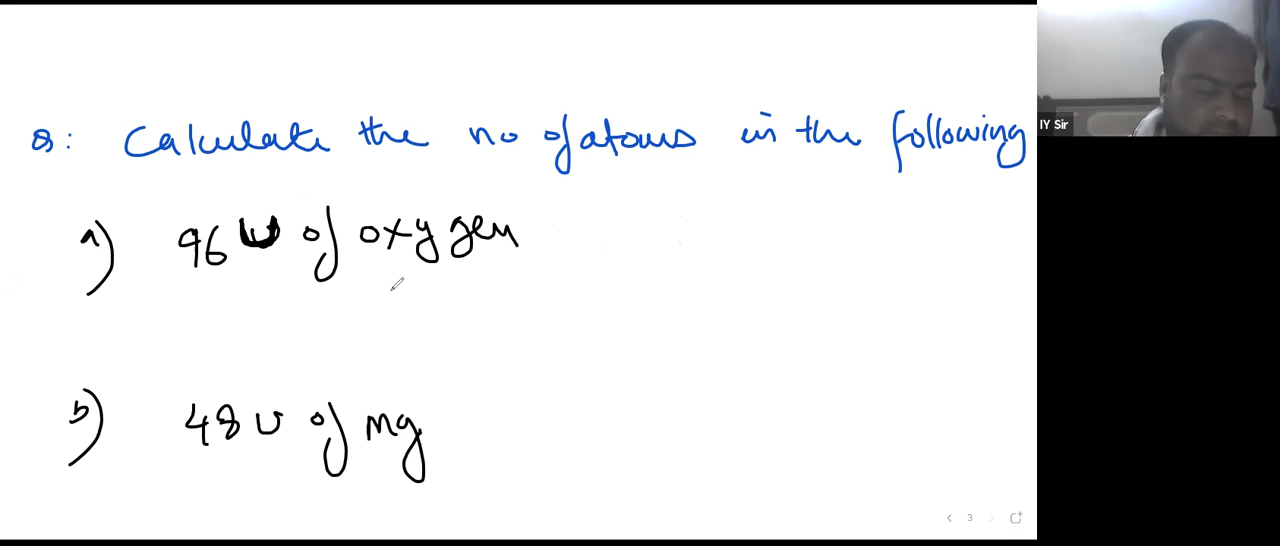 Q: Calculate the no of atoms in the following
a) 96 U of oxygen
b) 48 U of mg
IY Sir
3